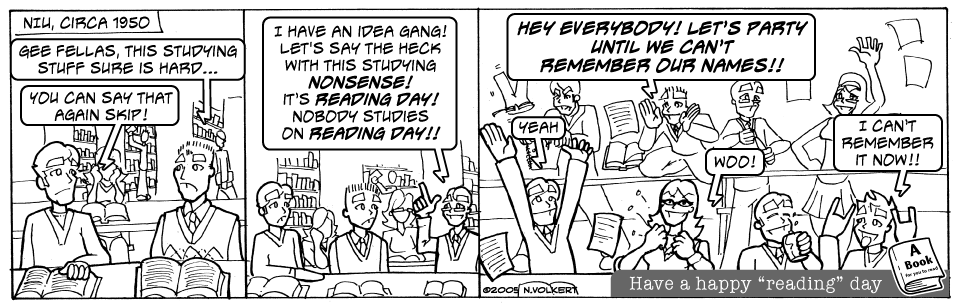 NIU, CIRCA 1950
GEE FELLAS, THIS STUDYING
STUFF SURE IS HARD...
YOU CAN SAY THAT
AGAIN SKIP!
I HAVE AN IDEA GANG!
LET'S SAY THE HECK
WITH THIS STUDYING
NONSENSE!
IT'S READING DAY!
NOBODY STUDIES
ON READING DAY!!
HEY EVERYBODY! LET'S PARTY
UNTIL WE CAN'T
REMEMBER OUR NAMES!!
YEAH
WOO!
I CAN'T
REMEMBER
IT NOW!!
A
Book
for you to read
©2005 N.VOLKERT
Have a happy “reading” day